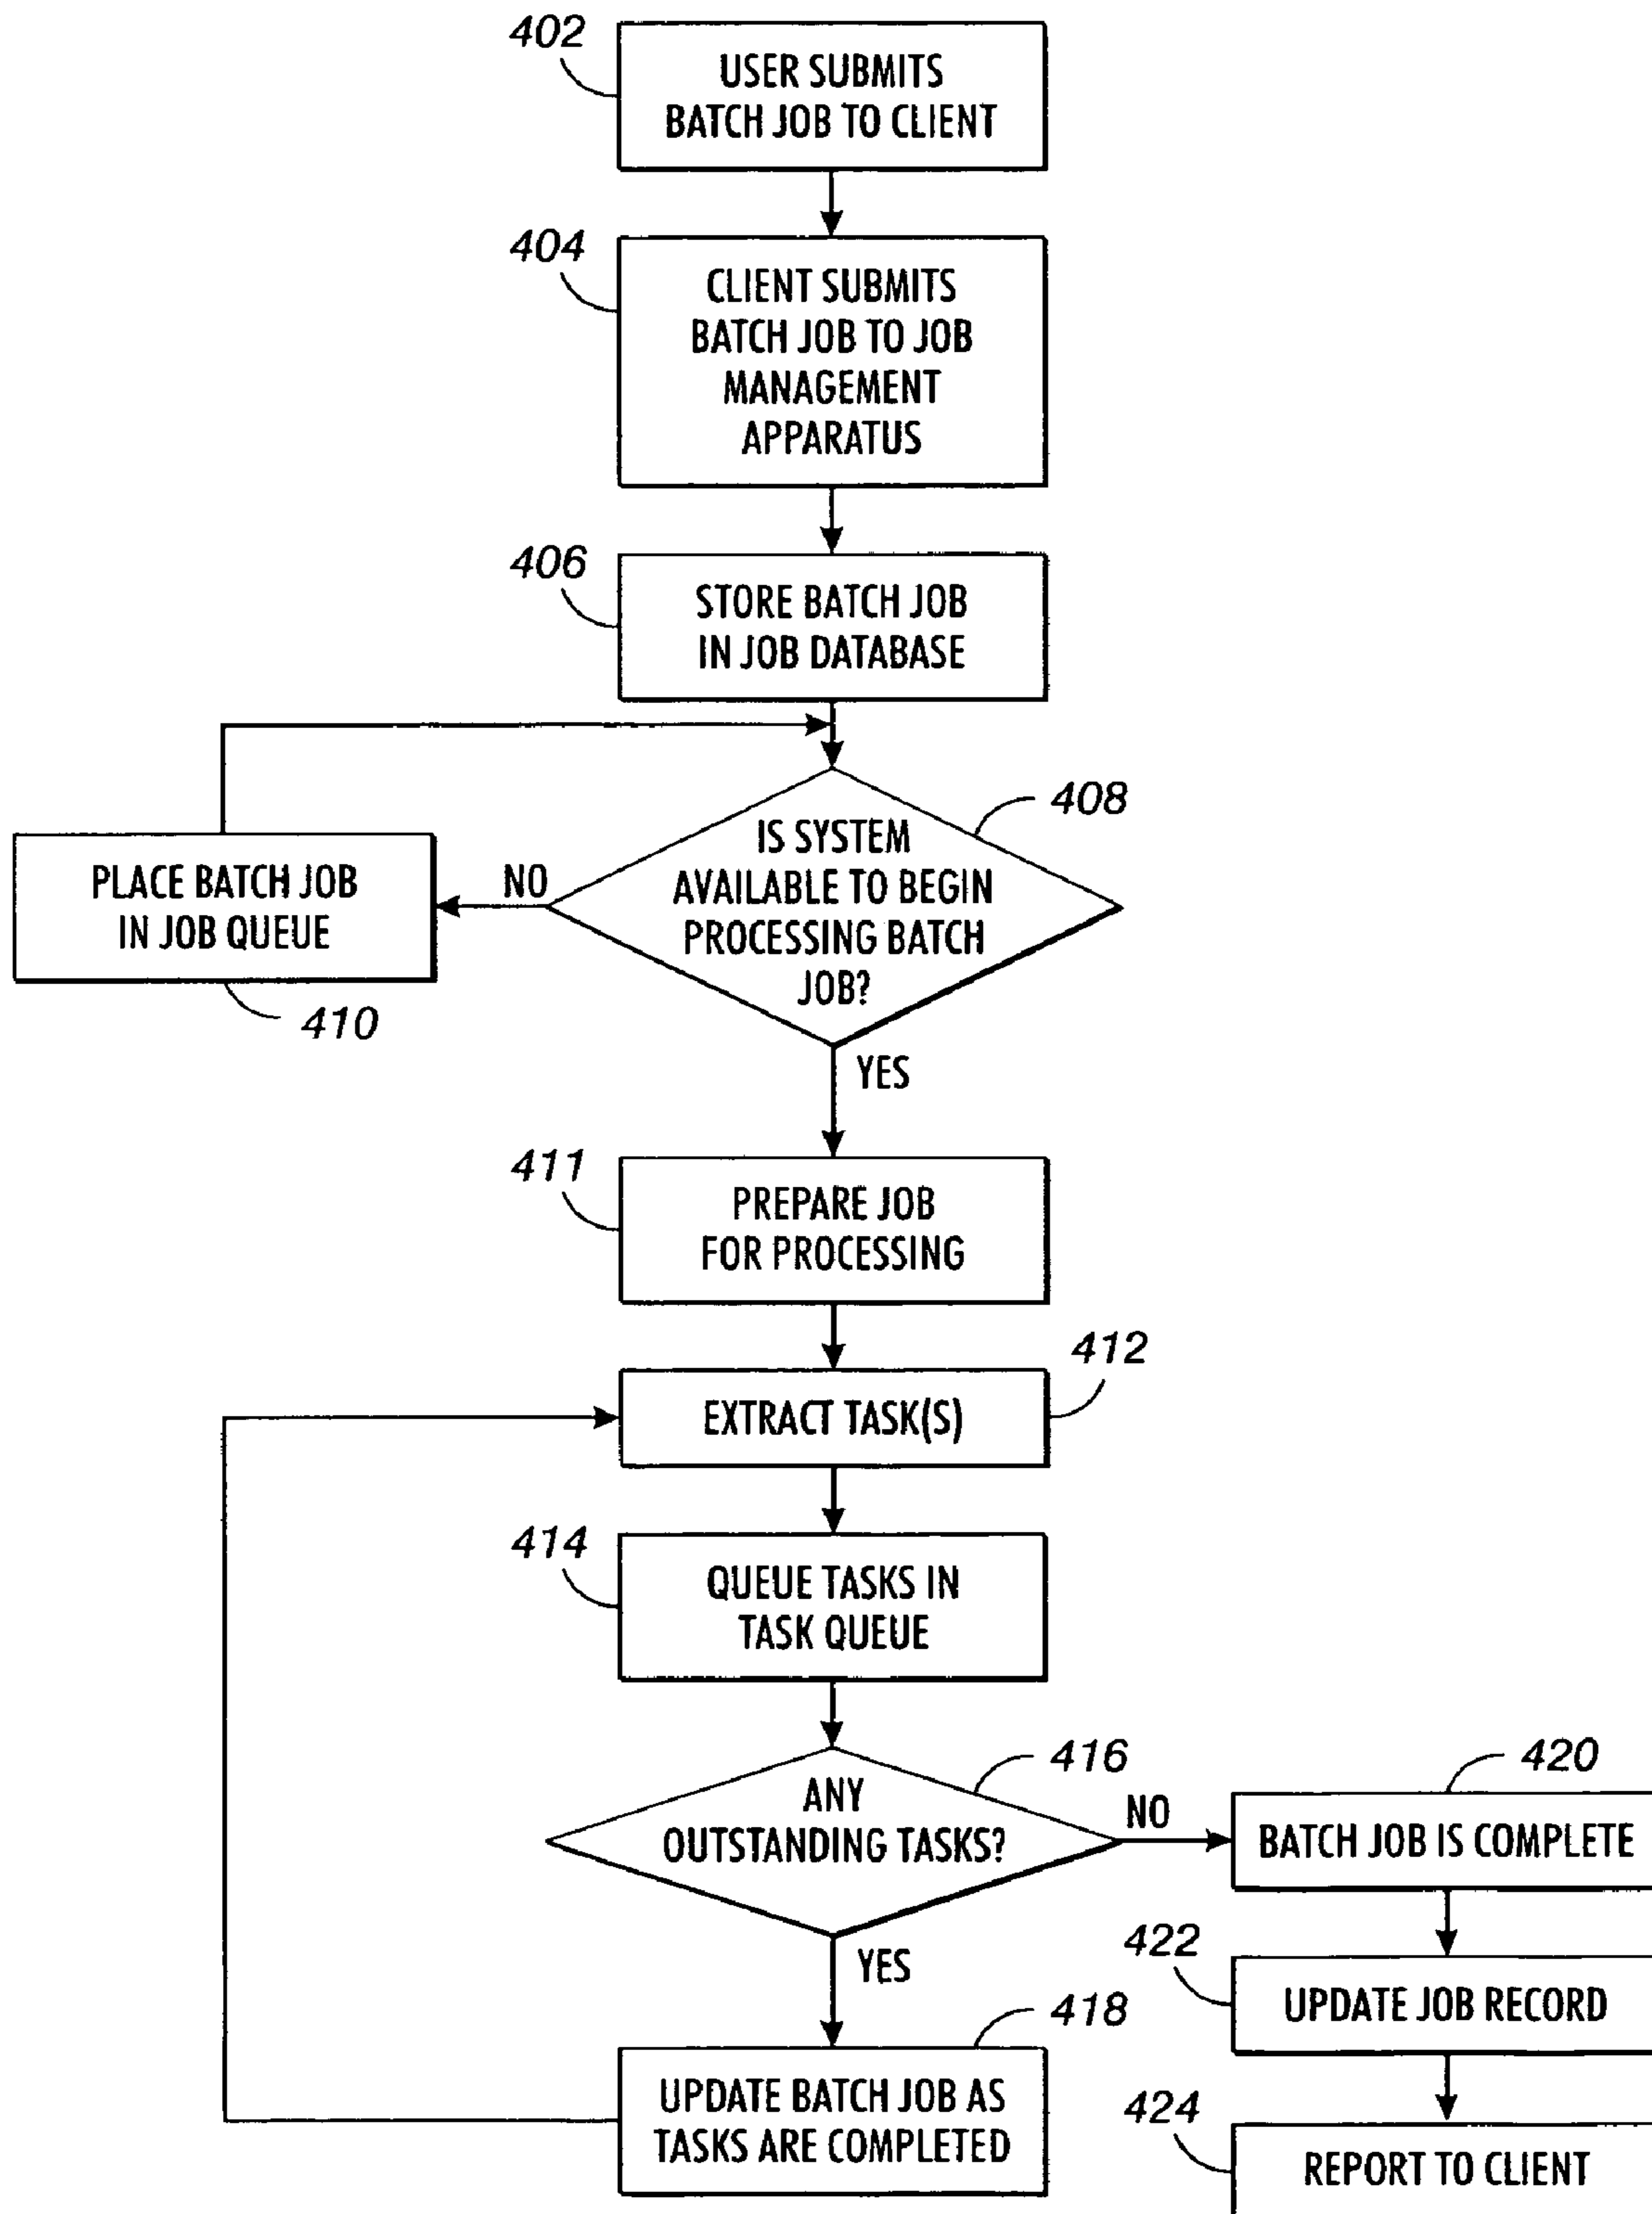 402
USER SUBMITS
BATCH JOB TO CLIENT
404
CLIENT SUBMITS
BATCH JOB TO JOB
MANAGEMENT
APPARATUS
406
STORE BATCH JOB
IN JOB DATABASE
408
IS SYSTEM
AVAILABLE TO BEGIN
PROCESSING BATCH
JOB?
NO
PLACE BATCH JOB
IN JOB QUEUE
410
YES
411
PREPARE JOB
FOR PROCESSING
412
EXTRACT TASK(S)
414
QUEUE TASKS IN
TASK QUEUE
416
ANY
OUTSTANDING TASKS?
NO
420
BATCH JOB IS COMPLETE
YES
422
UPDATE JOB RECORD
418
UPDATE BATCH JOB AS
TASKS ARE COMPLETED
424
REPORT TO CLIENT